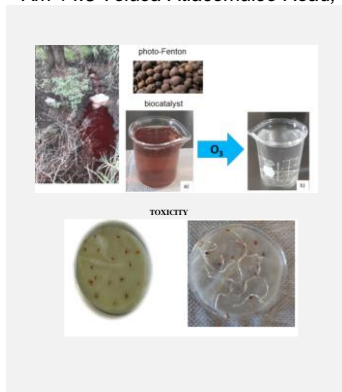 photo-Fenton
biocatalyst
O₃
a)
b)
TOXICITY